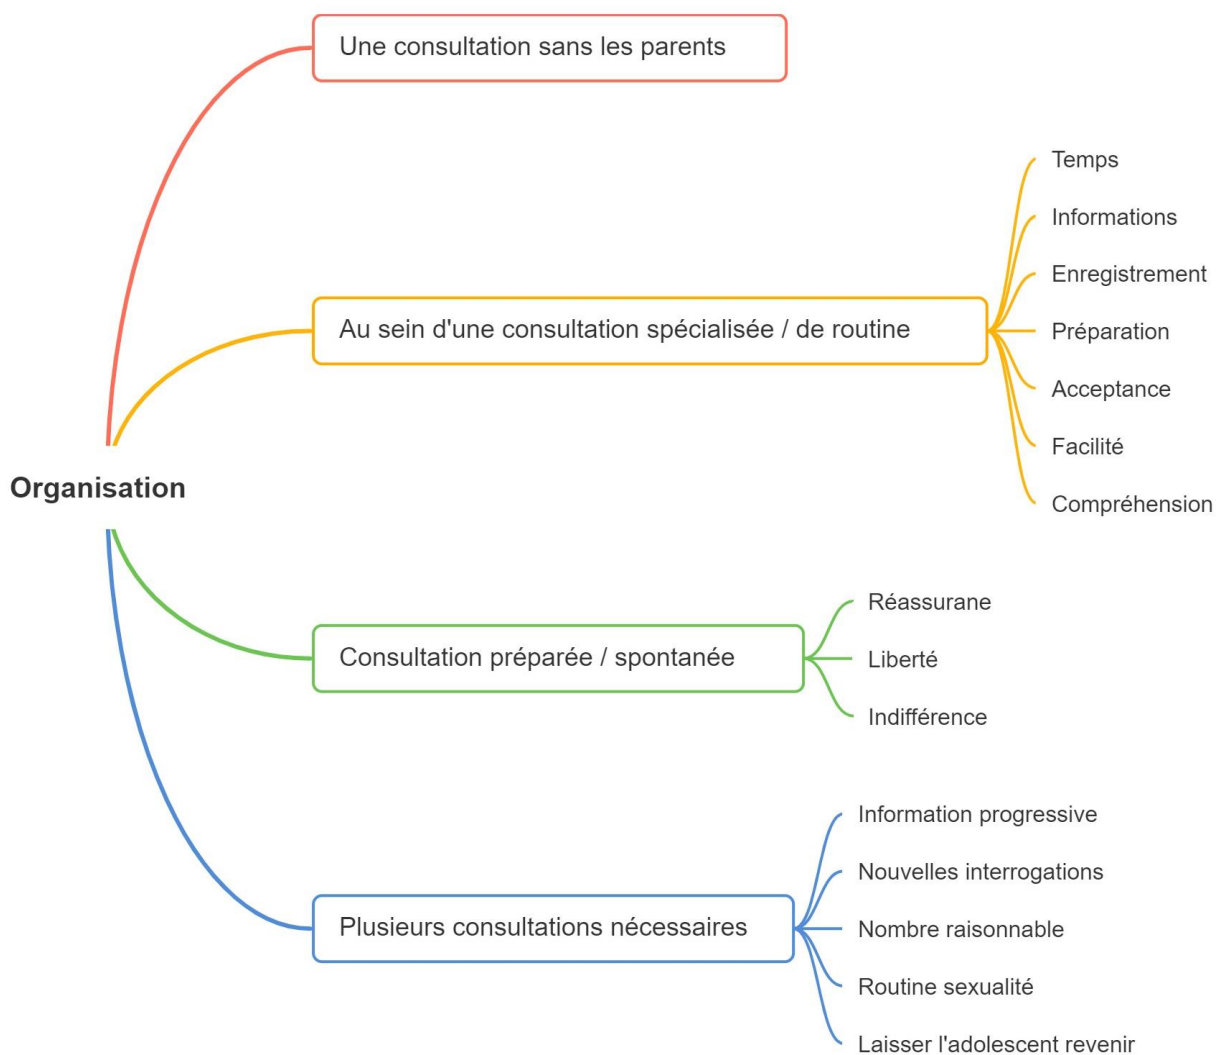 Une consultation sans les parents
Temps
Informations
Enregistrement
Au sein d'une consultation spécialisée / de routine
Préparation
Acceptance
Facilité
Compréhension
Organisation
Réassurane
Consultation préparée / spontanée
Liberté
Indifférence
Information progressive
Nouvelles interrogations
Plusieurs consultations nécessaires
Nombre raisonnable
Routine sexualité
Laisser l'adolescent revenir